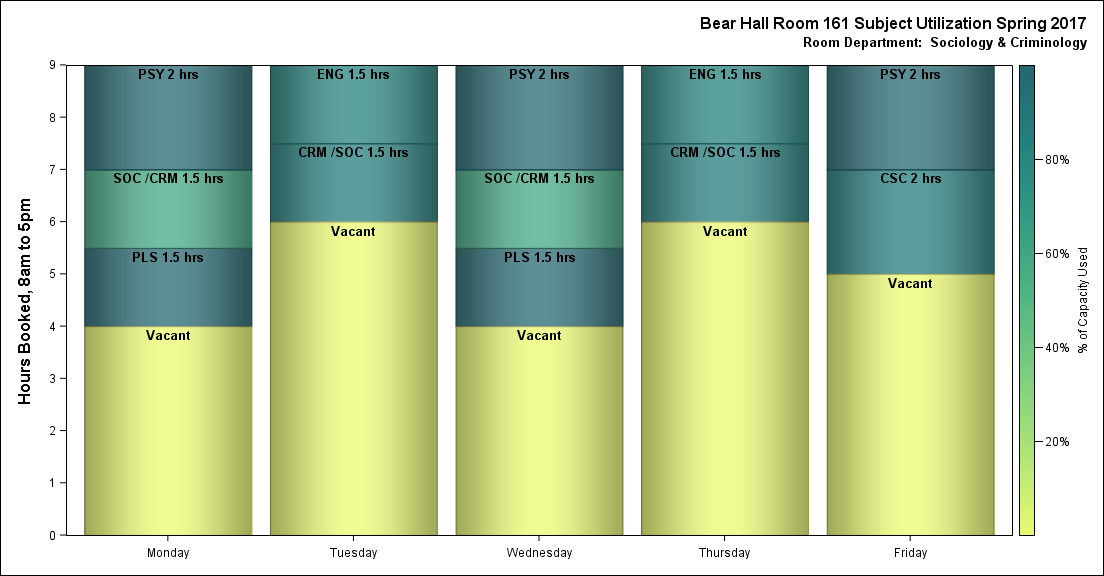 Bear Hall Room 161 Subject Utilization Spring 2017
Room Department:  Sociology & Criminology
Hours Booked, 8am to 5pm
9
8
7
6
5
4
3
2
1
0
PSY 2 hrs
SOC /CRM 1.5 hrs
PLS 1.5 hrs
Vacant
ENG 1.5 hrs
CRM /SOC 1.5 hrs
Vacant
PSY 2 hrs
SOC /CRM 1.5 hrs
PLS 1.5 hrs
Vacant
ENG 1.5 hrs
CRM /SOC 1.5 hrs
Vacant
PSY 2 hrs
CSC 2 hrs
Vacant
Monday
Tuesday
Wednesday
Thursday
Friday
80%
60%
40%
20%
% of Capacity Used